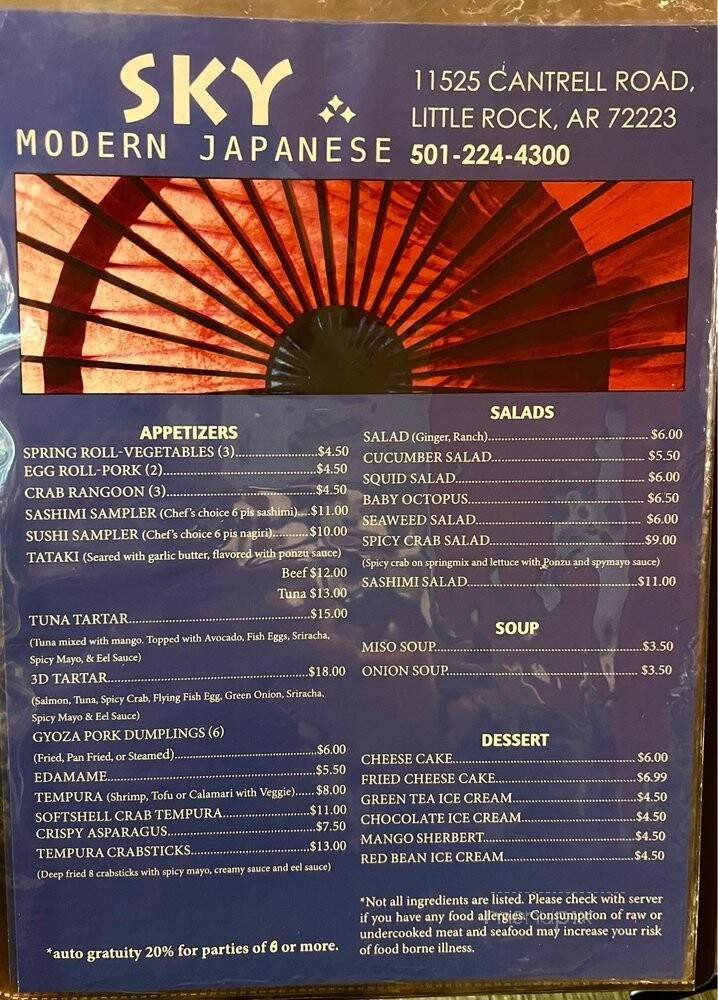 SKY
MODERN JAPANESE
11525 CANTRELL ROAD,
LITTLE ROCK, AR 72223
501-224-4300
APPETIZERS
SPRING ROLL-VEGETABLES (3)....................$4.50
EGG ROLL-PORK (2)....................$4.50
CRAB RANGOON (3)....................$4.50
SASHIMI SAMPLER (Chef's choice 6 pis sashimi)....$11.00
SUSHI SAMPLER (Chef's choice 6 pis nagiri)..........$10.00
TATAKI (Seared with garlic butter, flavored with ponzu sauce)
Beef $12.00
Tuna $13.00
TUNA TARTAR....................$15.00
(Tuna mixed with mango. Topped with Avocado, Fish Eggs, Sriracha,
Spicy Mayo, & Eel Sauce)
3D TARTAR....................$18.00
(Salmon, Tuna, Spicy Crab, Flying Fish Egg, Green Onion, Sriracha,
Spicy Mayo & Eel Sauce)
GYOZA PORK DUMPLINGS (6)
(Fried, Pan Fried, or Steamed)....................$6.00
EDAMAME....................$5.50
TEMPURA (Shrimp, Tofu or Calamari with Veggie)......$8.00
SOFTSHELL CRAB TEMPURA....................$11.00
CRISPY ASPARAGUS....................$7.50
TEMPURA CRABSTICKS....................$13.00
(Deep fried 8 crabsticks with spicy mayo, creamy sauce and eel sauce)
*auto gratuity 20% for parties of 6 or more.
SALADS
SALAD (Ginger, Ranch)....................$6.00
CUCUMBER SALAD....................$5.50
SQUID SALAD....................$6.00
BABY OCTOPUS....................$6.50
SEAWEED SALAD....................$6.00
SPICY CRAB SALAD....................$9.00
(Spicy crab on springmix and lettuce with Ponzu and spymayo sauce)
SASHIMI SALAD....................$11.00
SOUP
MISO SOUP....................$3.50
ONION SOUP....................$3.50
DESSERT
CHEESE CAKE....................$6.00
FRIED CHEESE CAKE....................$6.99
GREEN TEA ICE CREAM....................$4.50
CHOCOLATE ICE CREAM....................$4.50
MANGO SHERBERT....................$4.50
RED BEAN ICE CREAM....................$4.50
*Not all ingredients are listed. Please check with server
if you have any food allergies. Consumption of raw or
undercooked meat and seafood may increase your risk
of food borne illness.